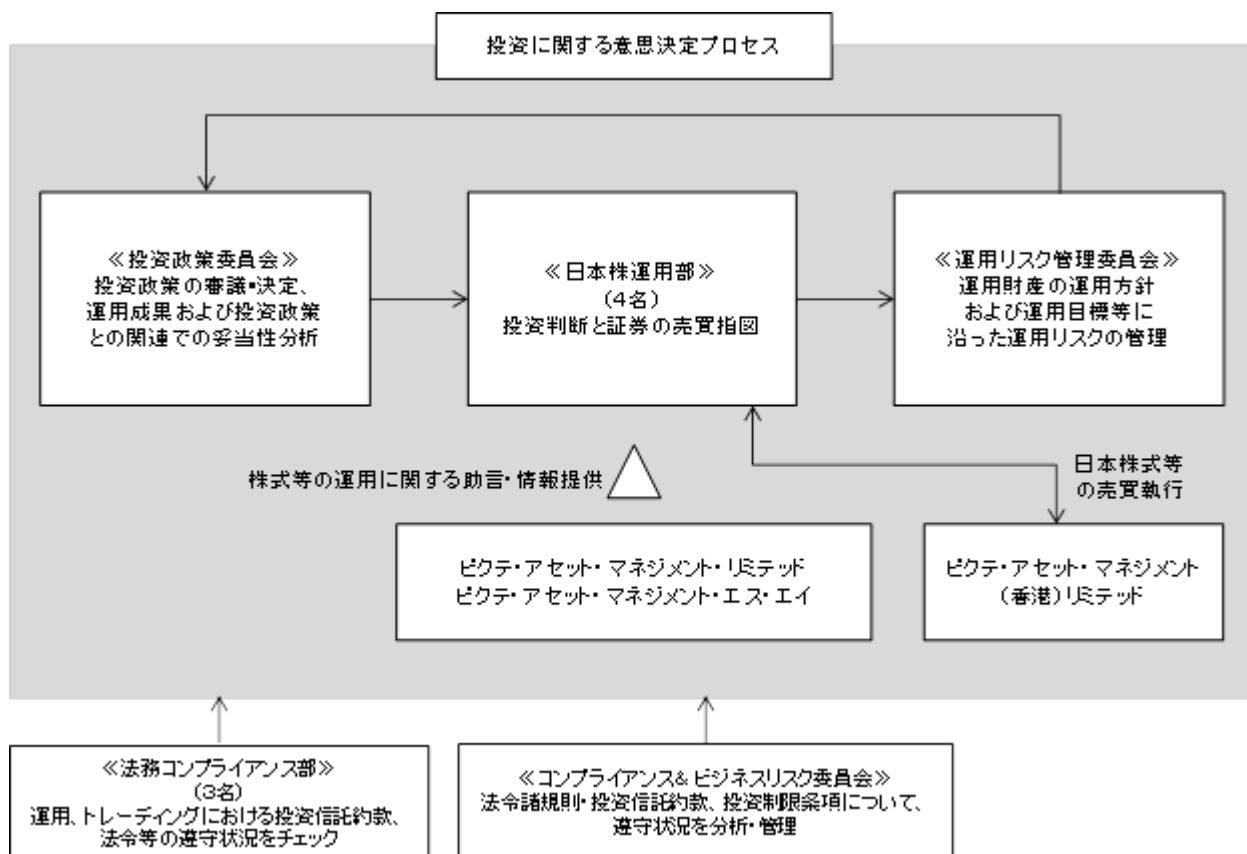 投資に関する意思決定プロセス
≪投資政策委員会≫
投資政策の審議・決定、
運用成果および投資政策
との関連での妥当性分析
≪日本株運用部≫
(4名)
投資判断と証券の売買指図
≪運用リスク管理委員会≫
運用財産の運用方針
および運用目標等に
沿った運用リスクの管理
株式等の運用に関する助言・情報提供
日本株式等
の売買執行
ピクテ・アセット・マネジメント・リミテッド
ピクテ・アセット・マネジメント・エス・エイ
ピクテ・アセット・マネジメント
(香港)リミテッド
≪法務コンプライアンス部≫
(3名)
運用、トレーディングにおける投資信託約款、
法令等の遵守状況をチェック
≪コンプライアンス&ビジネスリスク委員会≫
法令諸規則・投資信託約款、投資制限条項について、
遵守状況を分析・管理